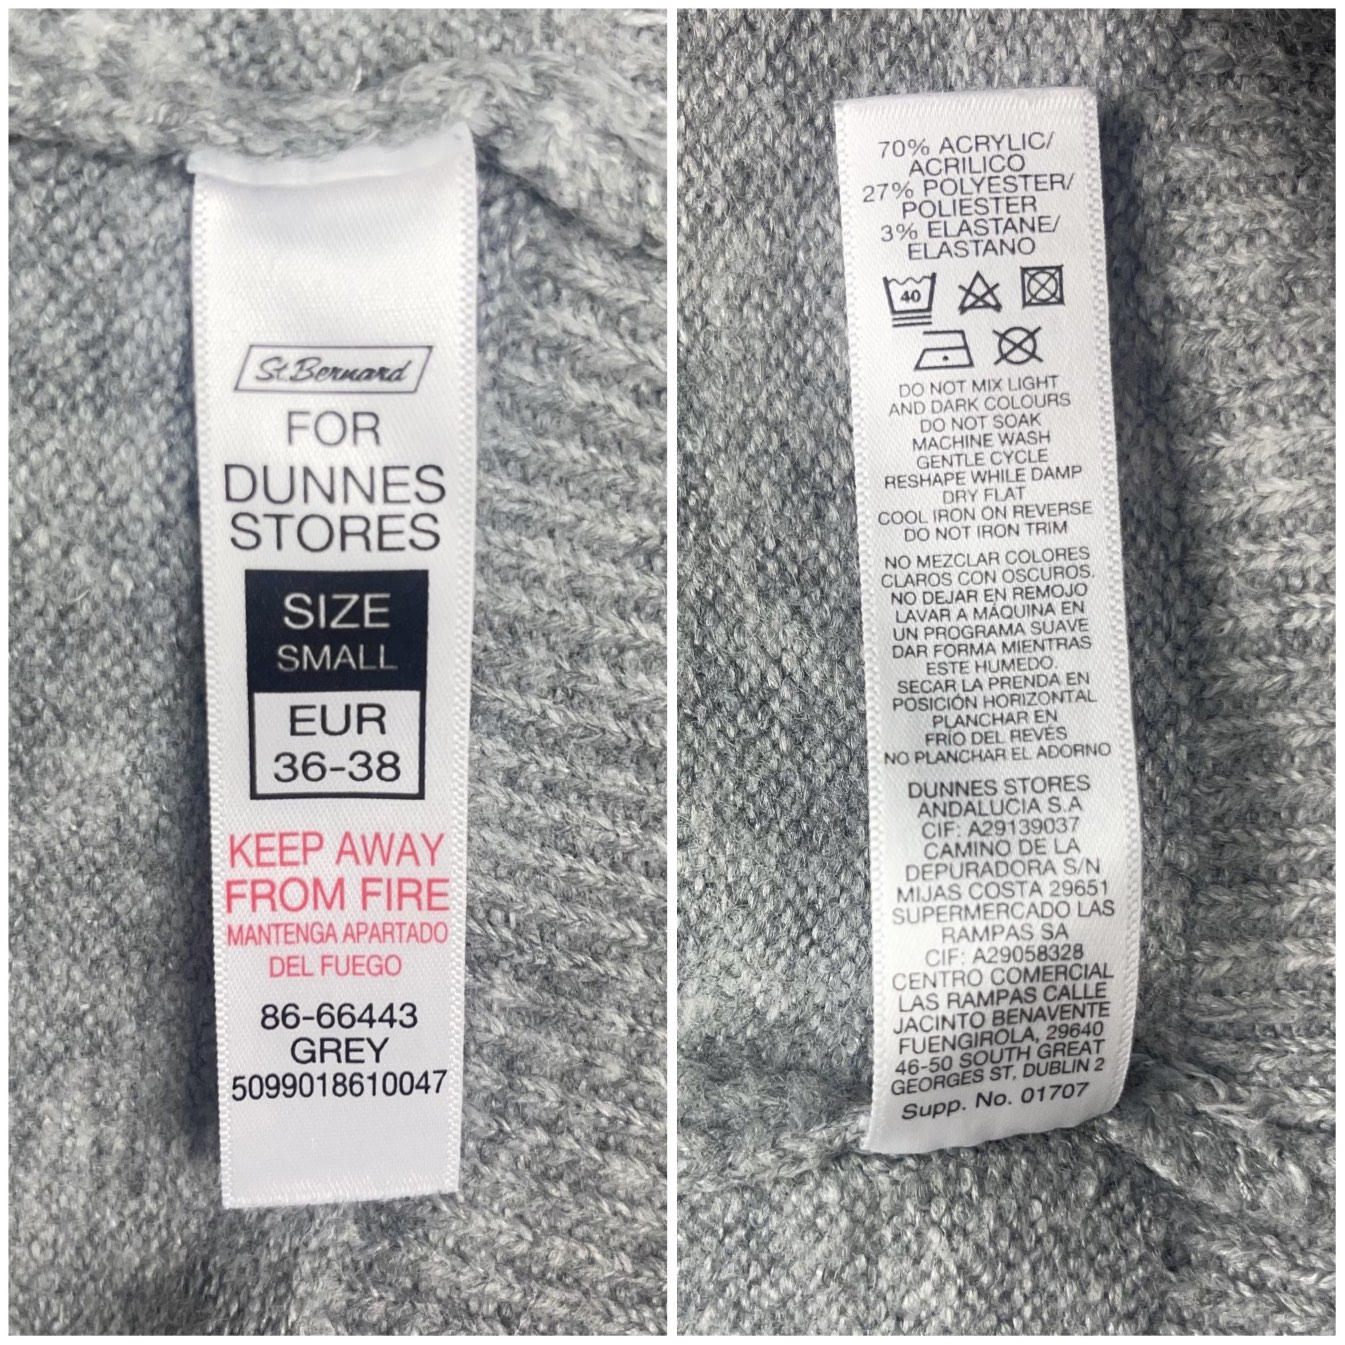 St.Bernard
FOR
DUNNES
STORES
SIZE
SMALL
EUR
36-38
KEEP AWAY
FROM FIRE
MANTENGA APARTADO
DEL FUEGO
86-66443
GREY
5099018610047
70% ACRYLIC/
ACRILICO
27% POLYESTER/
POLIESTER
3% ELASTANE/
ELASTANO
40
DO NOT MIX LIGHT
AND DARK COLOURS
DO NOT SOAK
MACHINE WASH
GENTLE CYCLE
RESHAPE WHILE DAMP
DRY FLAT
COOL IRON ON REVERSE
DO NOT IRON TRIM
NO MEZCLAR COLORES
CLAROS CON OSCUROS.
NO DEJAR EN REMOJO
LAVAR A MÁQUINA EN
UN PROGRAMA SUAVE
DAR FORMA MIENTRAS
ESTE HUMEDO.
SECAR LA PRENDA EN
POSICIÓN HORIZONTAL
PLANCHAR EN
FRIO DEL REVÉS
NO PLANCHAR EL ADORNO
DUNNES STORES
ANDALUCIA S.A
CIF: A29139037
CAMINO DE LA
DEPURADORA S/N
MIJAS COSTA 29651
SUPERMERCADO LAS
RAMPAS SA
CIF: A29058328
CENTRO COMERCIAL
LAS RAMPAS CALLE
JACINTO BENAVENTE
FUENGIROLA, 29640
46-50 SOUTH GREAT
GEORGES ST, DUBLIN 2
Supp. No. 01707